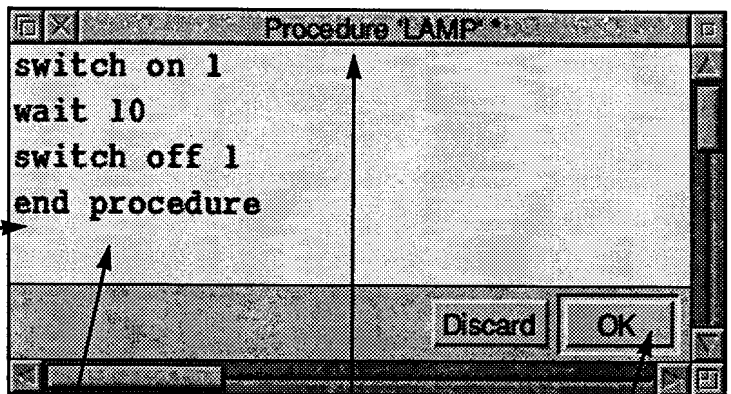 Procedure "LAMP" *
switch on 1
wait 10
switch off 1
end procedure
Discard
OK